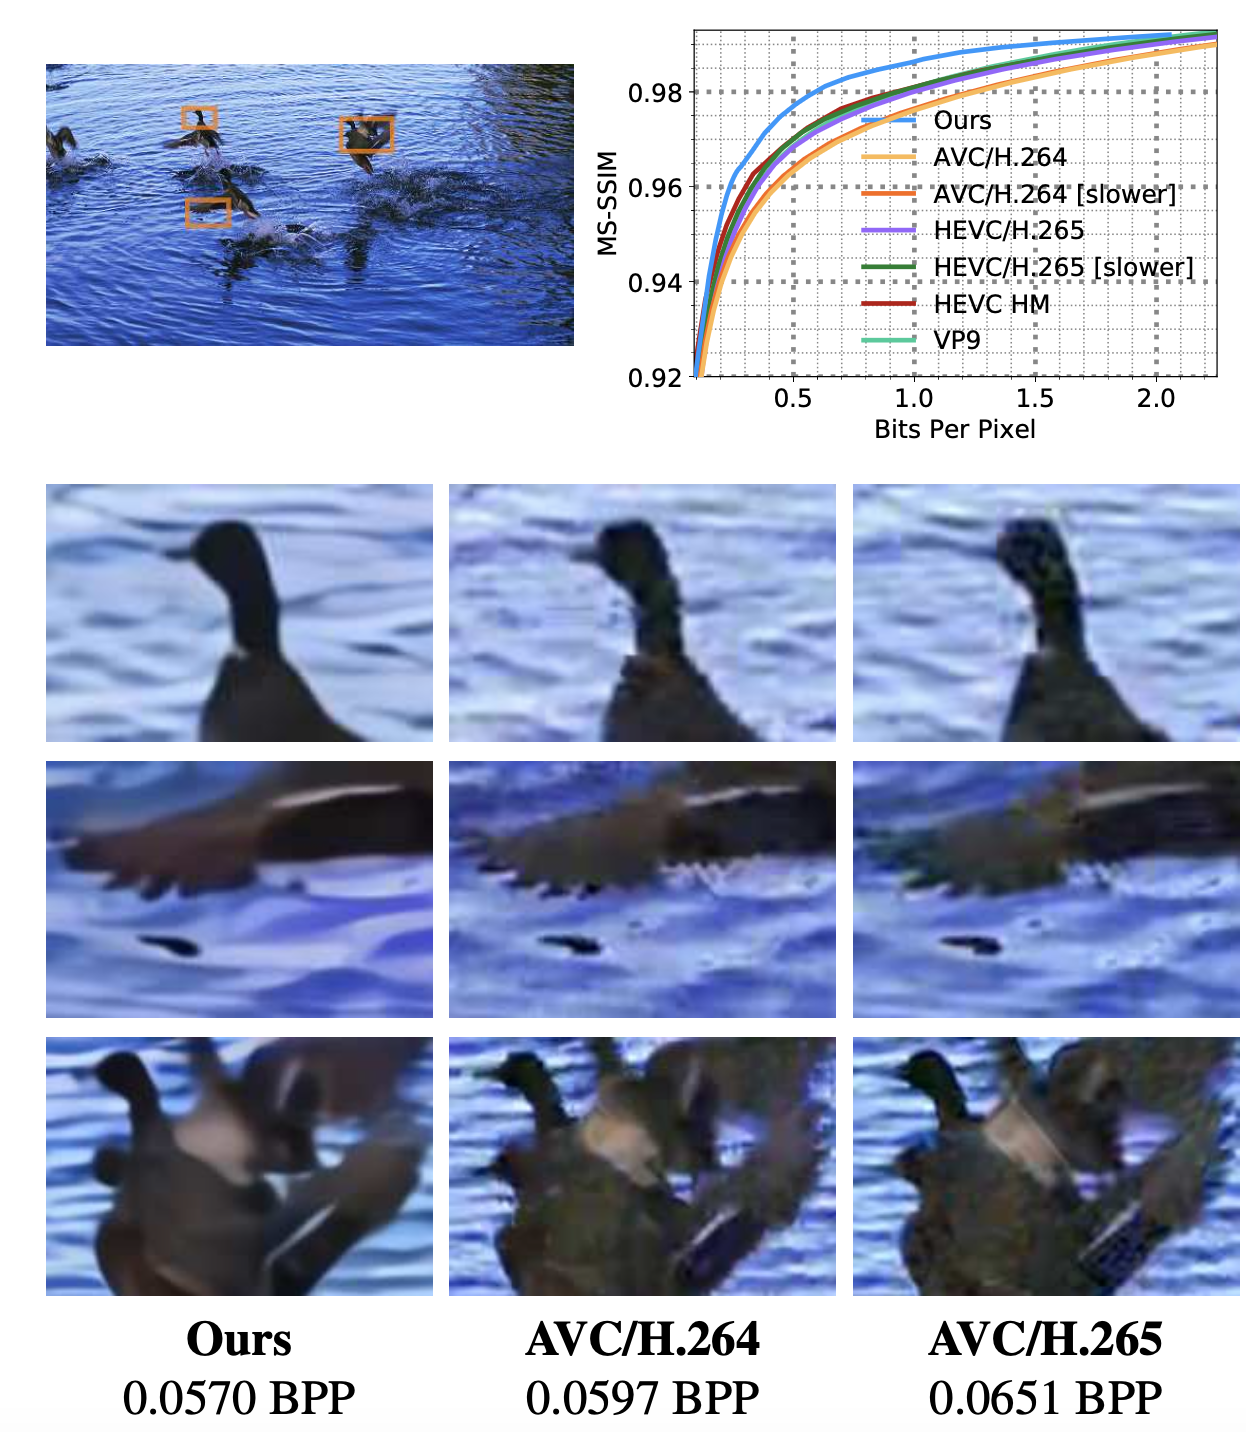 0.98
0.96
0.94
0.92
MS-SSIM
Ours
AVC/H.264
AVC/H.264 [slower]
HEVC/H.265
HEVC/H.265 [slower]
HEVC HM
VP9
0.5 1.0 1.5 2.0
Bits Per Pixel
Ours AVC/H.264 AVC/H.265
0.0570 BPP 0.0597 BPP 0.0651 BPP